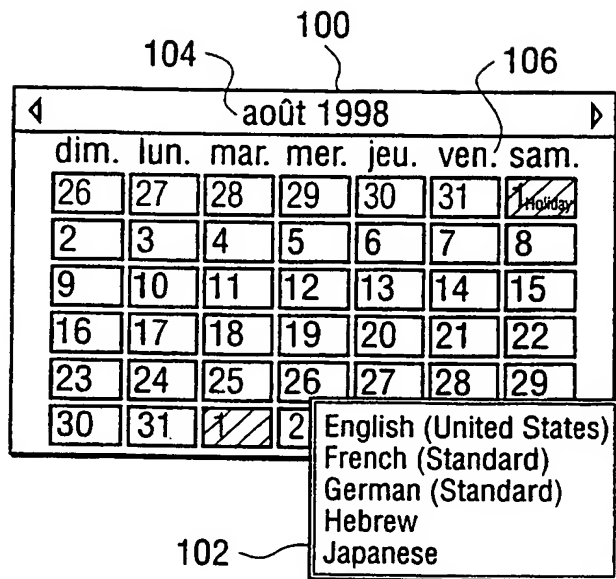 100
104
106
août 1998
dim. lun. mar. mer. jeu. ven. sam.
26 27 28 29 30 31 1 Holiday
2 3 4 5 6 7 8
9 10 11 12 13 14 15
16 17 18 19 20 21 22
23 24 25 26 27 28 29
30 31 1 2
English (United States)
French (Standard)
German (Standard)
Hebrew
Japanese
102